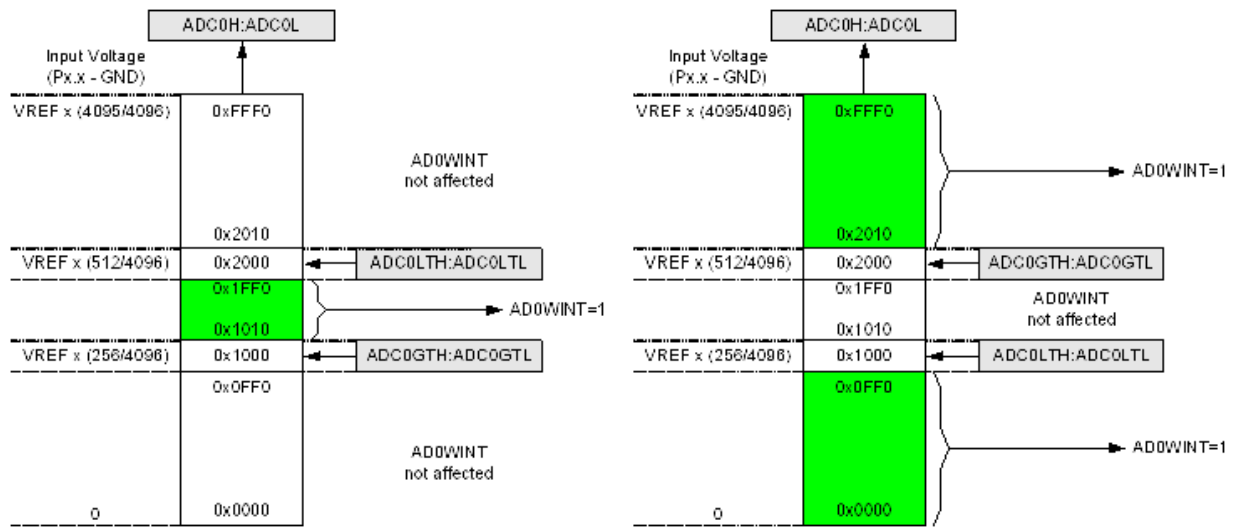 ADC0H:ADC0L
Input Voltage
(Px.x - GND)
VREF x (4095/4096)
0xFFF0
AD0WINT
not affected
0x2010
VREF x (512/4096)
0x2000
ADC0LTH:ADC0LTL
0x1FF0
AD0WINT=1
0x1010
VREF x (256/4096)
0x1000
ADC0GTH:ADC0GTL
0x0FF0
AD0WINT
not affected
0
0x0000
ADC0H:ADC0L
Input Voltage
(Px.x - GND)
VREF x (4095/4096)
0xFFF0
AD0WINT=1
0x2010
VREF x (512/4096)
0x2000
ADC0GTH:ADC0GTL
0x1FF0
AD0WINT
not affected
0x1010
VREF x (256/4096)
0x1000
ADC0LTH:ADC0LTL
0x0FF0
AD0WINT=1
0
0x0000